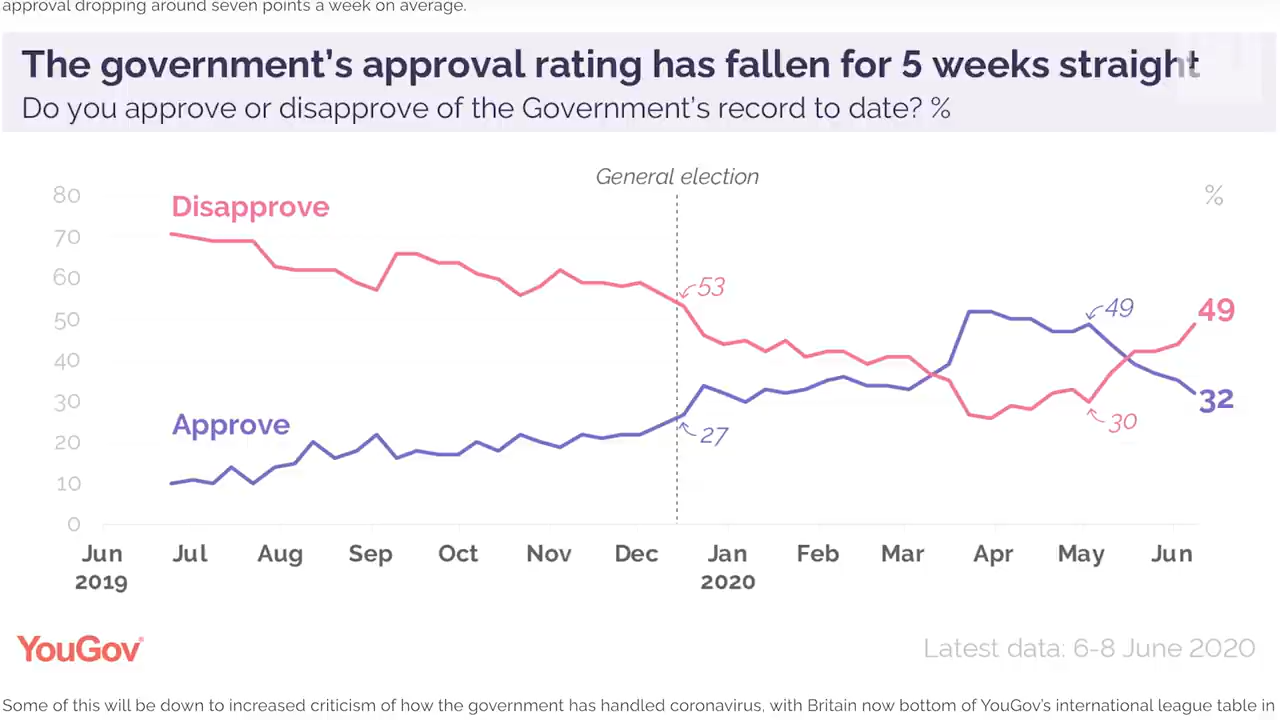 approval dropping around seven points a week on average.
The government's approval rating has fallen for 5 weeks straight
Do you approve or disapprove of the Government's record to date? %
General election
%
80
70
60
50
40
30
20
10
0
Disapprove
Approve
53
27
49
30
49
32
Jun Jul Aug Sep Oct Nov Dec Jan Feb Mar Apr May Jun
2019 2020
YouGov
Latest data: 6-8 June 2020
Some of this will be down to increased criticism of how the government has handled coronavirus, with Britain now bottom of YouGov's international league table in